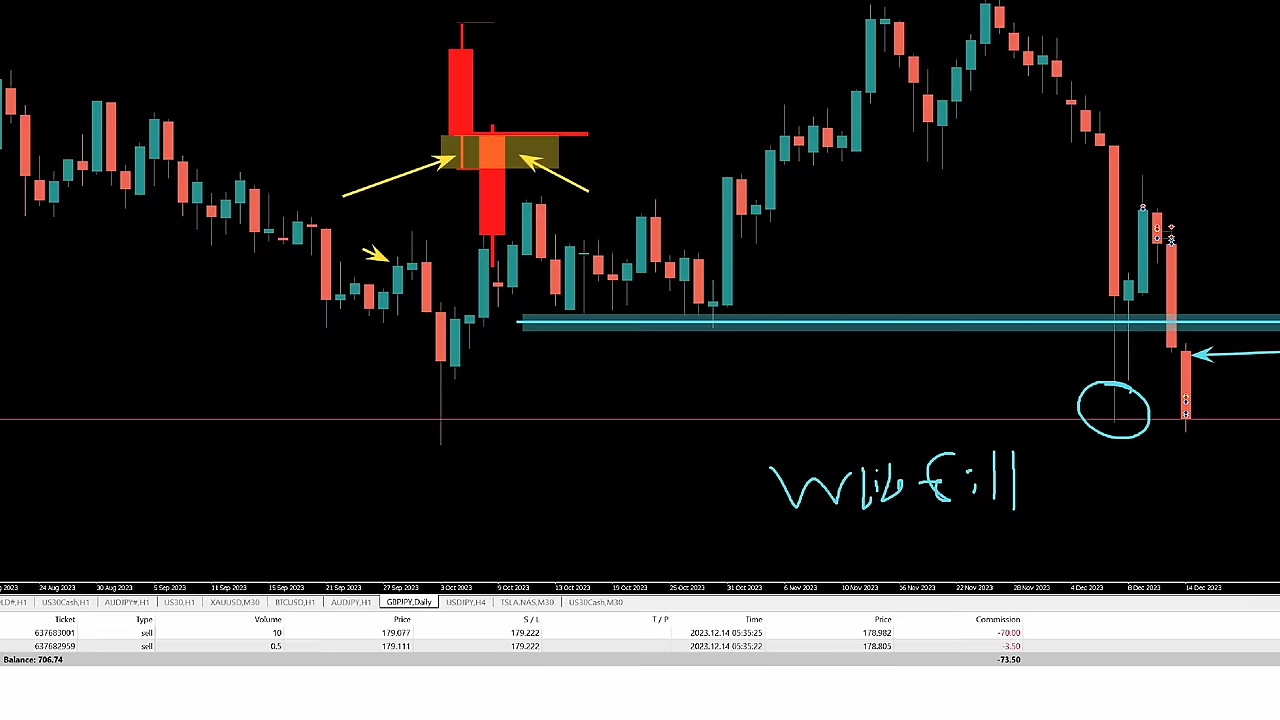 Wick fill
2023 24 Aug 2023 30 Aug 2023 5 Sep 2023 11 Sep 2023 15 Sep 2023 21 Sep 2023 27 Sep 2023 3 Oct 2023 9 Oct 2023 13 Oct 2023 19 Oct 2023 25 Oct 2023 31 Oct 2023 6 Nov 2023 10 Nov 2023 16 Nov 2023 22 Nov 2023 28 Nov 2023 4 Dec 2023 8 Dec 2023 14 Dec 2023
LD#,H1 US30Cash,H1 AUDJPY#,H1 US30,H1 XAUUSD,M30 BTCUSD,H1 AUDJPY,H1 GBPJPY,Daily USDJPY,H4 TSLA.NAS,M30 US30Cash,M30
Ticket Type Volume Price S / L T / P Time Price Commission
637683001 sell 10 179.077 179.222 2023.12.14 05:35:25 178.982 -70.00
637682959 sell 0.5 179.111 179.222 2023.12.14 05:35:22 178.805 -3.50
Balance: 706.74 -73.50